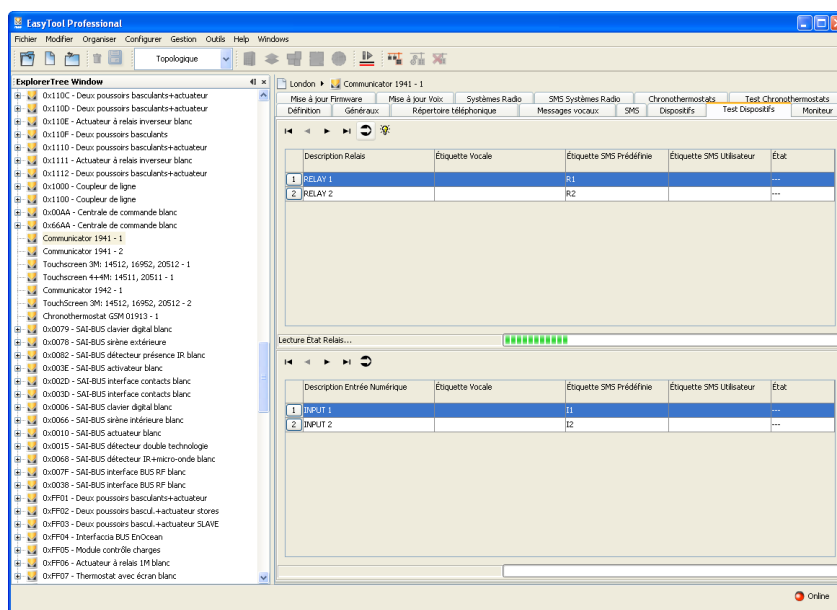 EasyTool Professional
Fichier Modifier Organiser Configurer Gestion Outils Help Windows
Topologique
ExplorerTree Window
0x110C - Deux poussoirs basculants+actuateur
0x110D - Deux poussoirs basculants+actuateur
0x110E - Actuateur à relais inverseur blanc
0x110F - Deux poussoirs basculants
0x1110 - Deux poussoirs basculants+actuateur
0x1111 - Actuateur à relais inverseur blanc
0x1112 - Deux poussoirs basculants+actuateur
0x1000 - Coupleur de ligne
0x1100 - Coupleur de ligne
0x00AA - Centrale de commande blanc
0x66AA - Centrale de commande blanc
Communicator 1941 - 1
Communicator 1941 - 2
Touchscreen 3M: 14512, 16952, 20512 - 1
Touchscreen 4+4M: 14511, 20511 - 1
Communicator 1942 - 1
TouchScreen 3M: 14512, 16952, 20512 - 2
Chronothermostat GSM 01913 - 1
0x0079 - SAI-BUS clavier digital blanc
0x0078 - SAI-BUS sirène extérieure
0x0082 - SAI-BUS détecteur présence IR blanc
0x003E - SAI-BUS activateur blanc
0x002D - SAI-BUS interface contacts blanc
0x003D - SAI-BUS interface contacts blanc
0x0006 - SAI-BUS clavier digital blanc
0x0066 - SAI-BUS sirène intérieure blanc
0x0010 - SAI-BUS actuateur blanc
0x0015 - SAI-BUS détecteur double technologie
0x0068 - SAI-BUS détecteur IR+micro-onde blanc
0x007F - SAI-BUS interface BUS RF blanc
0x0038 - SAI-BUS interface BUS RF blanc
0xFF01 - Deux poussoirs basculants+actuateur
0xFF02 - Deux poussoirs bascul.+actuateur stores
0xFF03 - Deux poussoirs bascul.+actuateur SLAVE
0xFF04 - Interfaccia BUS EnOcean
0xFF05 - Module contrôle charges
0xFF06 - Actuateur à relais 1M blanc
0xFF07 - Thermostat avec écran blanc
London Communicator 1941 - 1
Mise à jour Firmware Mise à jour Voix Systèmes Radio SMS Systèmes Radio Chronothermostats Test Chronothermostats
Définition Généraux Répertoire téléphonique Messages vocaux SMS Dispositifs Test Dispositifs Moniteur
Description Relais Étiquette Vocale Étiquette SMS Prédéfinie Étiquette SMS Utilisateur État
1 RELAY 1 R1 ---
2 RELAY 2 R2 ---
Lecture État Relais...
Description Entrée Numérique Étiquette Vocale Étiquette SMS Prédéfinie Étiquette SMS Utilisateur État
1 INPUT 1 I1 ---
2 INPUT 2 I2 ---
Online